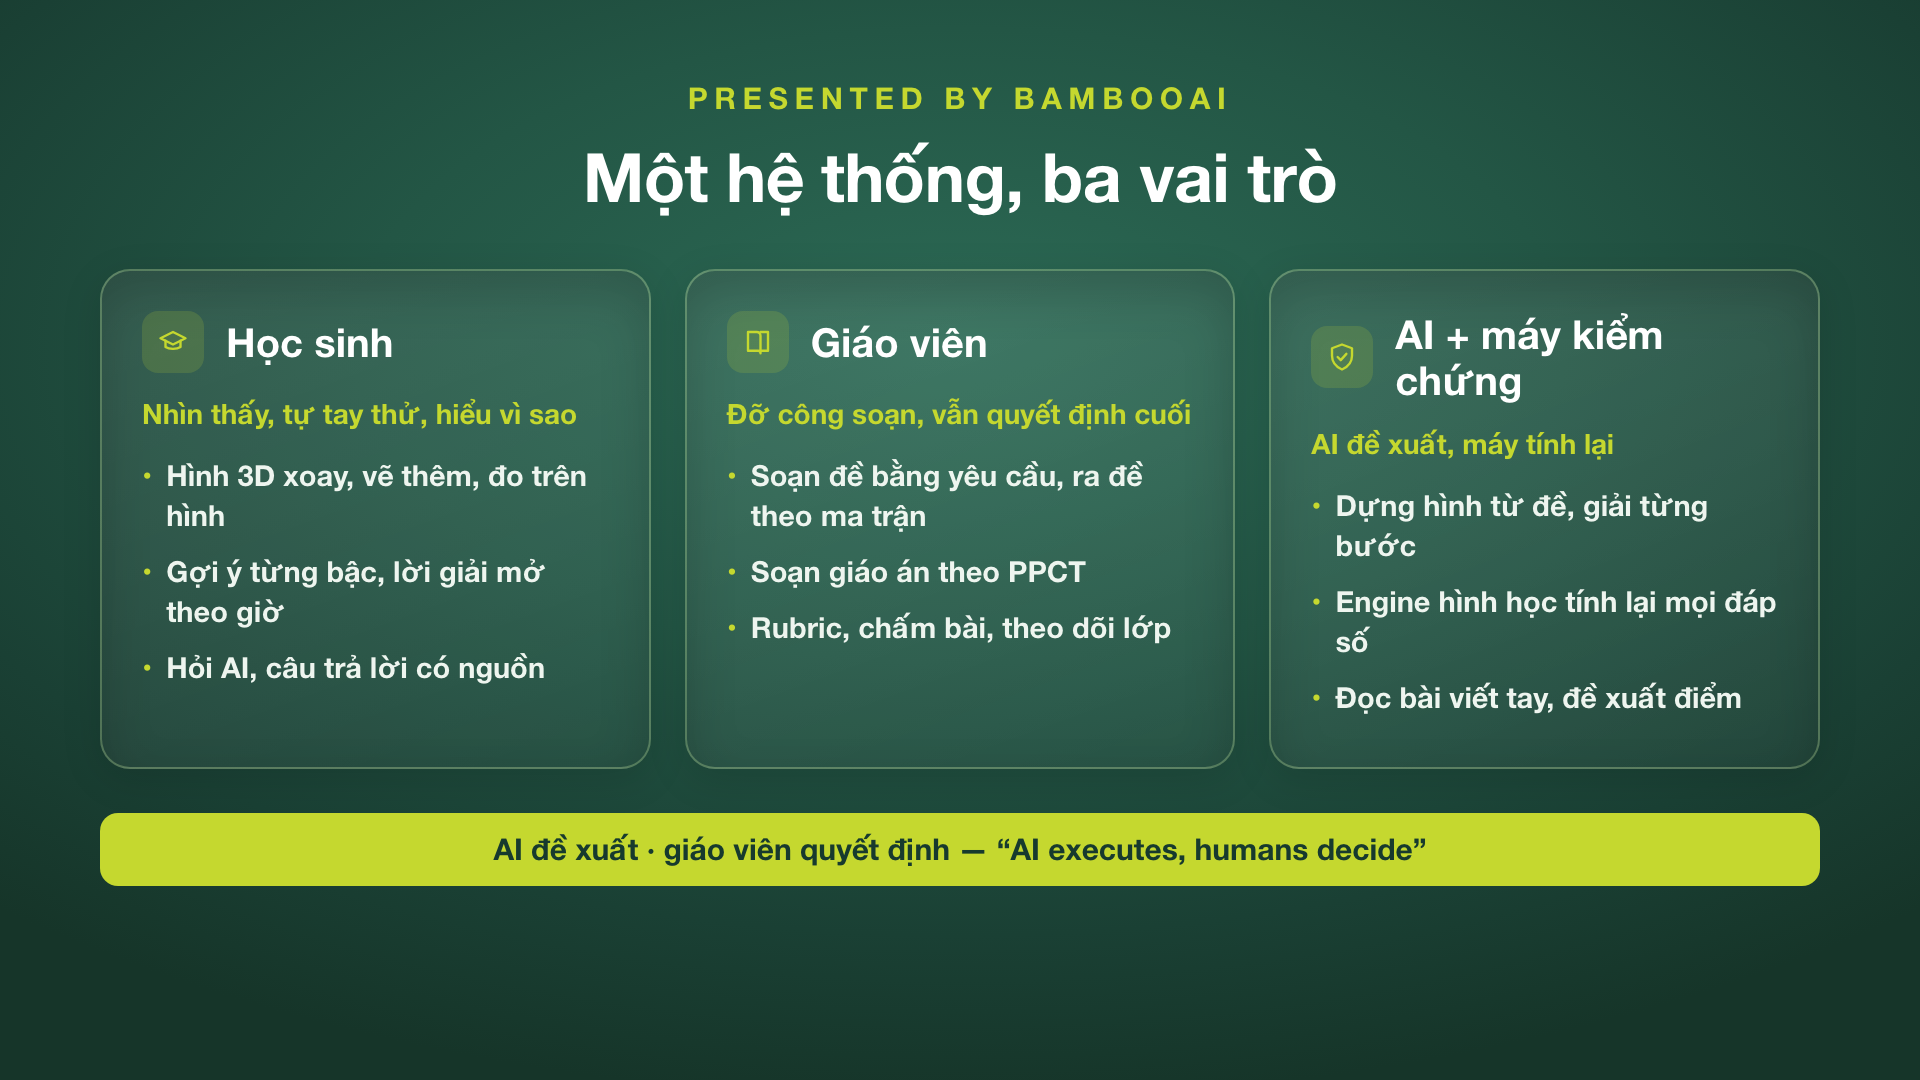 PRESENTED BY BAMBOOAI
Một hệ thống, ba vai trò
Học sinh
Nhìn thấy, tự tay thử, hiểu vì sao
• Hình 3D xoay, vẽ thêm, đo trên
hình
• Gợi ý từng bậc, lời giải mở
theo giờ
• Hỏi AI, câu trả lời có nguồn
Giáo viên
Đỡ công soạn, vẫn quyết định cuối
• Soạn đề bằng yêu cầu, ra đề
theo ma trận
• Soạn giáo án theo PPCT
• Rubric, chấm bài, theo dõi lớp
AI + máy kiểm
chứng
AI đề xuất, máy tính lại
• Dựng hình từ đề, giải từng
bước
• Engine hình học tính lại mọi đáp
số
• Đọc bài viết tay, đề xuất điểm
AI đề xuất · giáo viên quyết định — “AI executes, humans decide”